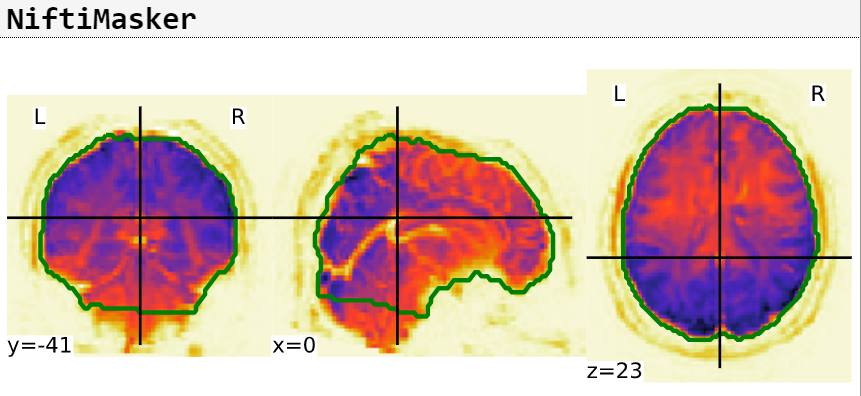 NiftiMasker
L R
L R
y=-41
x=0
z=23